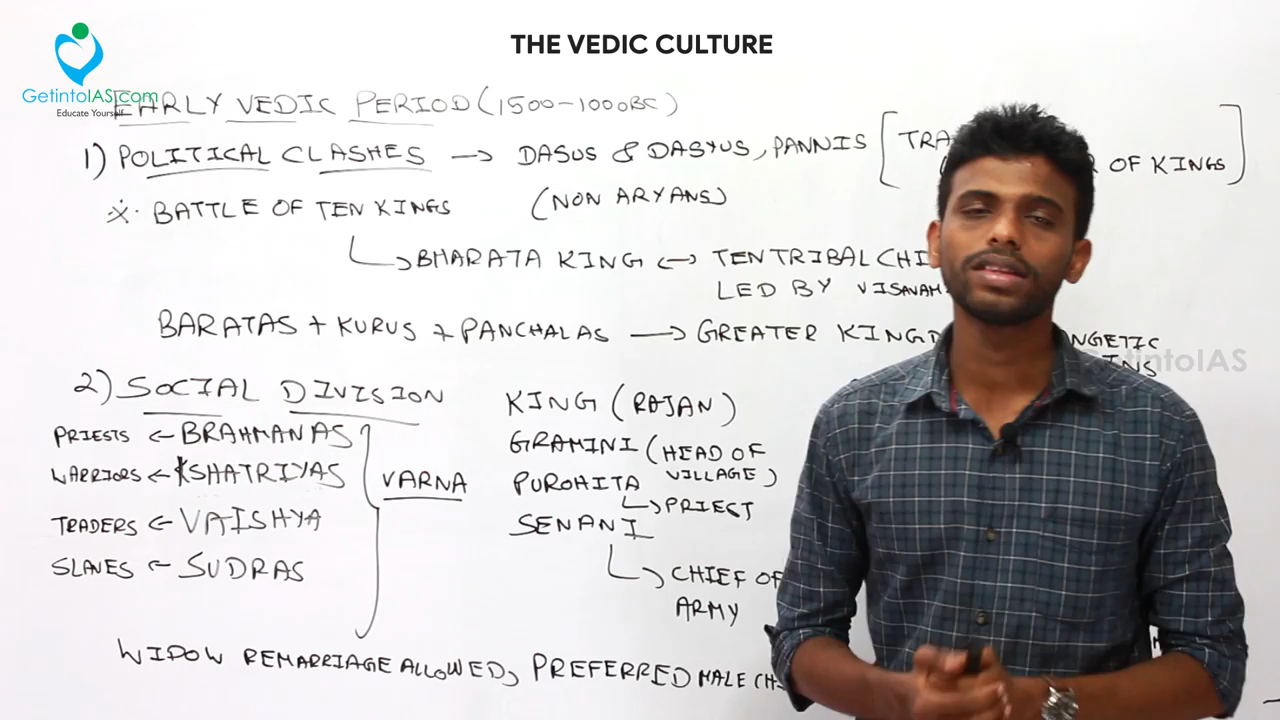 THE VEDIC CULTURE
GetintoIAS.com
Educate Yourself
EARLY VEDIC PERIOD (1500-1000BC)
1) POLITICAL CLASHES → DASUS & DASYUS, PANNIS [
OF KINGS]
(NON ARYANS)
※. BATTLE OF TEN KINGS
BHARATA KING ↔ TEN TRIBAL
LED BY
BARATAS + KURUS + PANCHALAS → GREATER
GetintoIAS
2) SOCIAL DIVISION
PRIESTS ← BRAHMANAS
WARRIORS ← KSHATRIYAS
TRADERS ← VAISHYA
SLAVES ← SUDRAS
VARNA
KING (RAJAN)
GRAMINI (HEAD OF VILLAGE)
PUROHITA
PRIEST
SENANI
CHIEF OF
ARMY
WIDOW REMARRIAGE ALLOWED, PREFERRED MALE